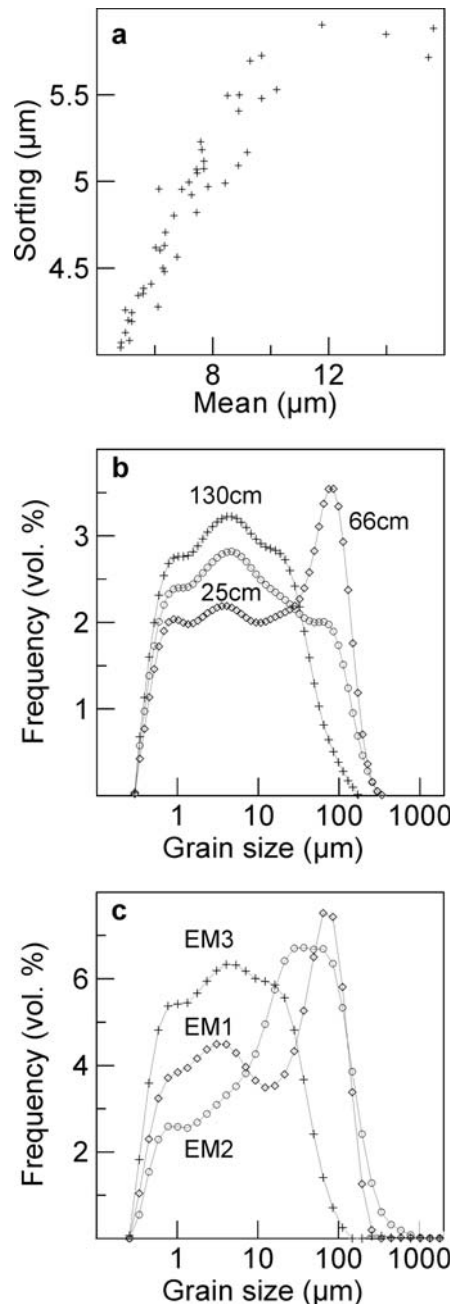 a
Sorting (µm)
5.5
5
4.5
8
12
Mean (µm)
b
130cm
66cm
25cm
Frequency (vol. %)
3
2
1
1
10
100
1000
Grain size (µm)
c
EM3
EM1
EM2
Frequency (vol. %)
6
4
2
1
10
100
1000
Grain size (µm)